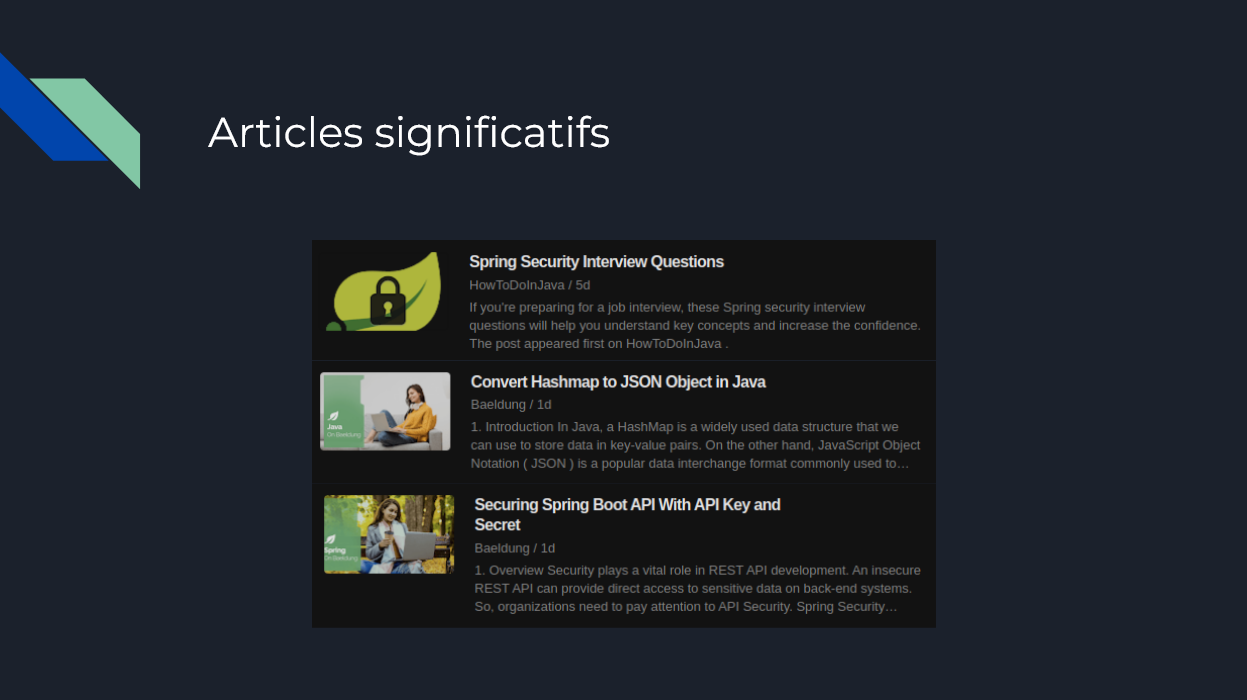 Articles significatifs
Spring Security Interview Questions
HowToDoInJava / 5d
If you're preparing for a job interview, these Spring security interview
questions will help you understand key concepts and increase the confidence.
The post appeared first on HowToDoInJava .
Convert Hashmap to JSON Object in Java
Baeldung / 1d
1. Introduction In Java, a HashMap is a widely used data structure that we
can use to store data in key-value pairs. On the other hand, JavaScript Object
Notation ( JSON ) is a popular data interchange format commonly used to…
Java
On Baeldung
Securing Spring Boot API With API Key and
Secret
Baeldung / 1d
1. Overview Security plays a vital role in REST API development. An insecure
REST API can provide direct access to sensitive data on back-end systems.
So, organizations need to pay attention to API Security. Spring Security…
Spring
On Baeldung